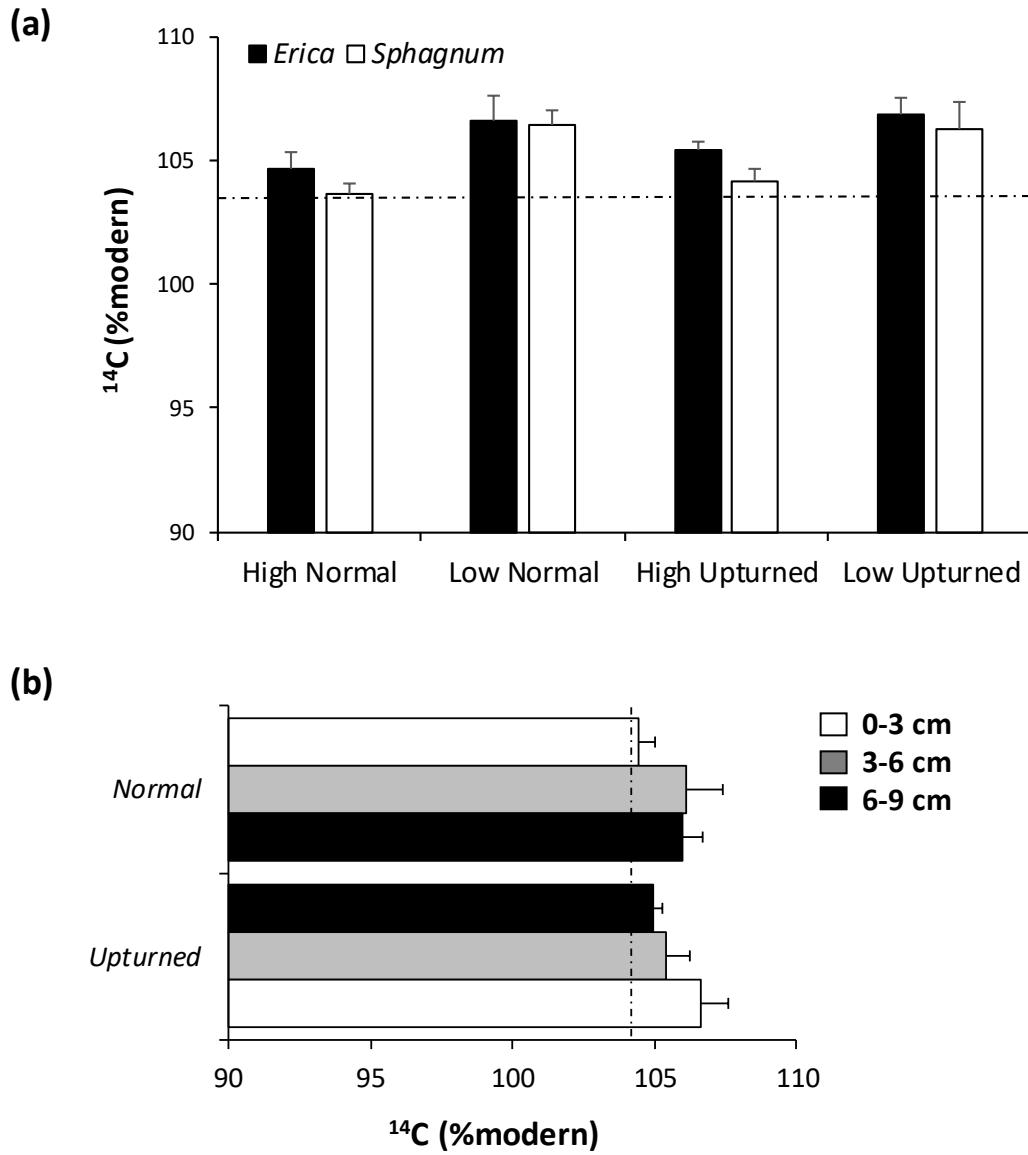 (a)
110
105
100
95
90
¹⁴C (%modern)
Erica Sphagnum
High Normal Low Normal High Upturned Low Upturned
(b)
Normal
Upturned
0-3 cm
3-6 cm
6-9 cm
90 95 100 105 110
¹⁴C (%modern)